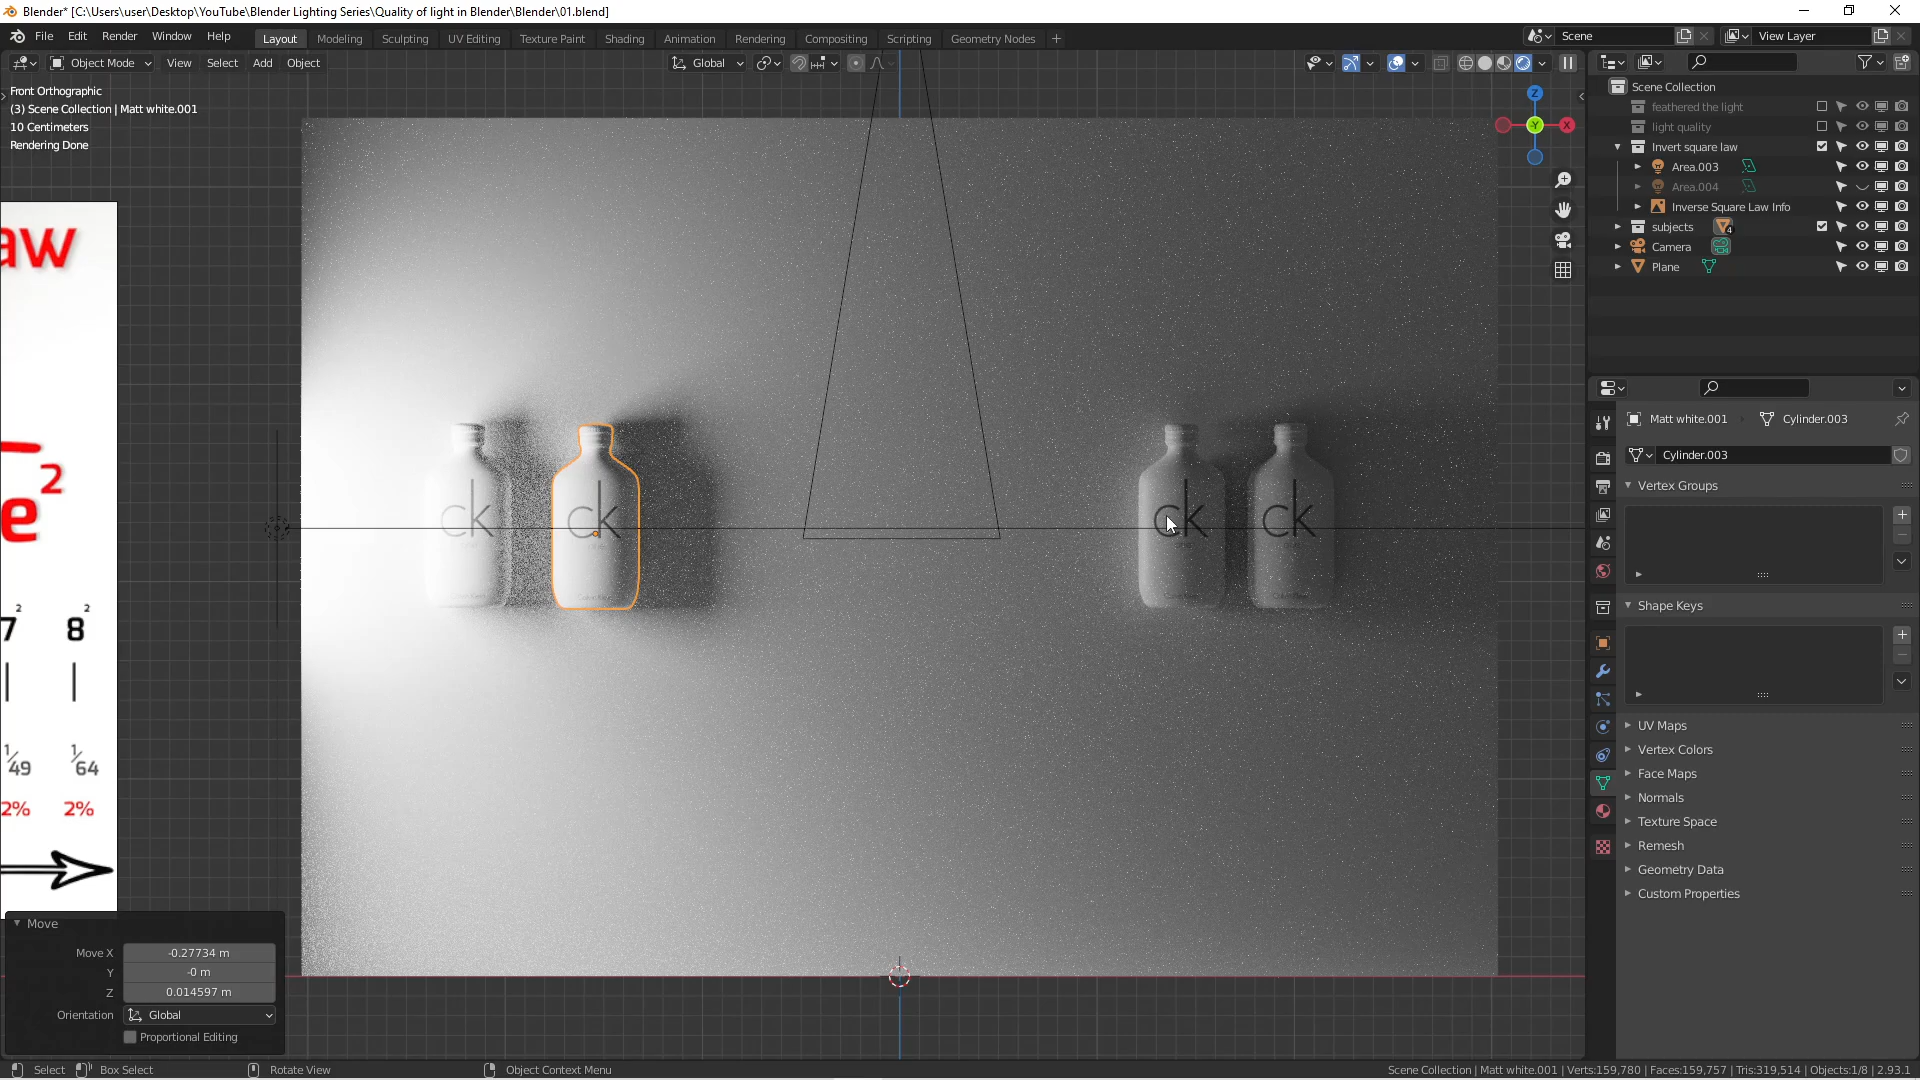 Blender* [C:\Users\user\Desktop\YouTube\Blender Lighting Series\Quality of light in Blender\Blender\01.blend]
File Edit Render Window Help Layout Modeling Sculpting UV Editing Texture Paint Shading Animation Rendering Compositing Scripting Geometry Nodes + Scene View Layer
Object Mode View Select Add Object Global
Front Orthographic
(3) Scene Collection | Matt white.001
10 Centimeters
Rendering Done
Z
X
-Y
aw
e²
7² 8²
1/49 1/64
2% 2%
ck ck ck ck
Scene Collection
feathered the light
light quality
Invert square law
Area.003
Area.004
Inverse Square Law Info
subjects 4
Camera
Plane
Matt white.001 Cylinder.003
Cylinder.003
Vertex Groups
Shape Keys
UV Maps
Vertex Colors
Face Maps
Normals
Texture Space
Remesh
Geometry Data
Custom Properties
Move
Move X -0.27734 m
Y -0 m
Z 0.014597 m
Orientation Global
Proportional Editing
Select Box Select Rotate View Object Context Menu Scene Collection | Matt white.001 | Verts:159,780 | Faces:159,757 | Tris:319,514 | Objects:1/8 | 2.93.1